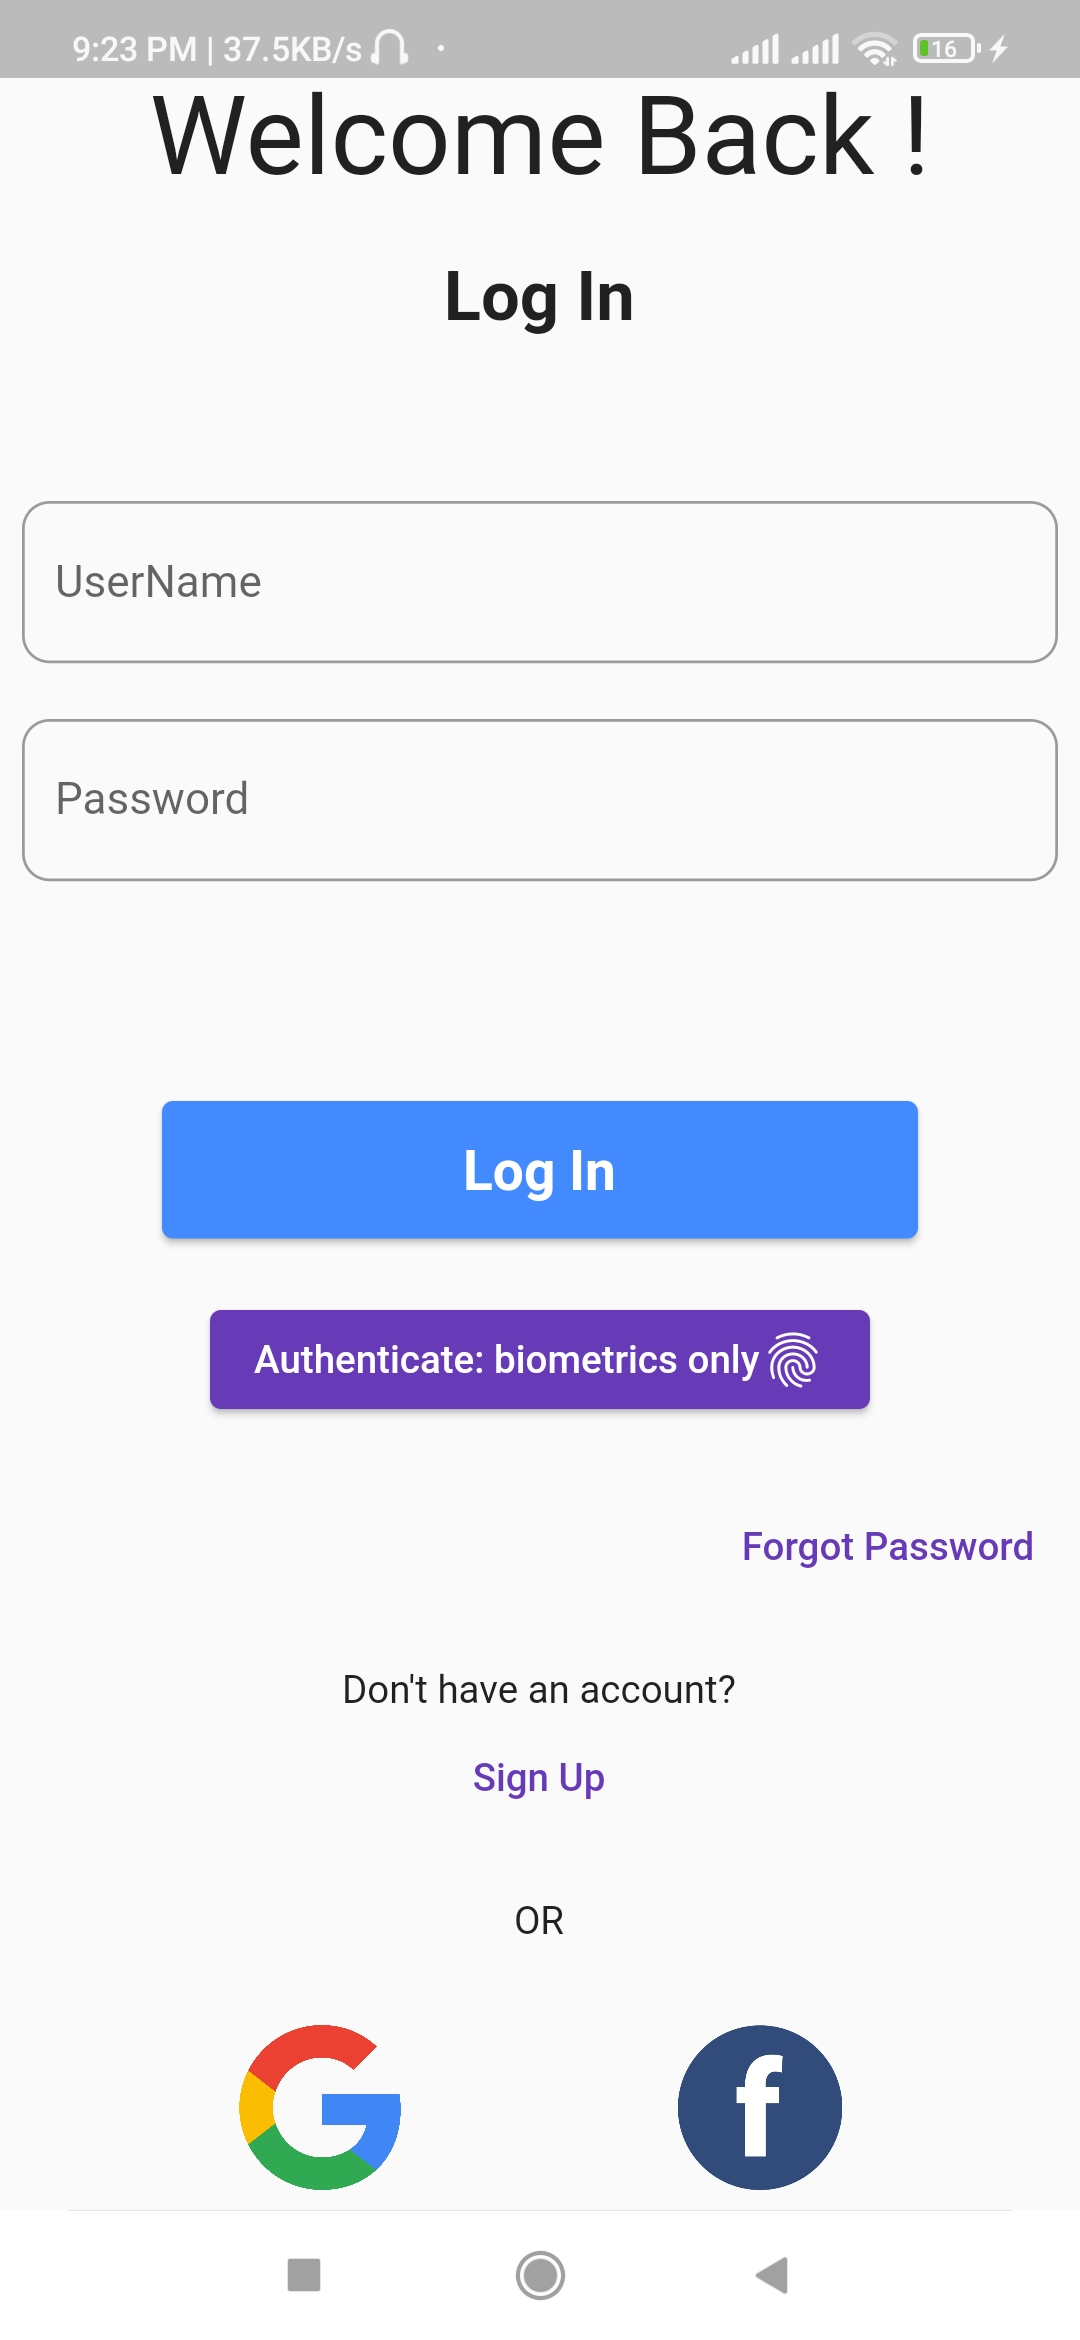 9:23 PM | 37.5KB/s 16
Welcome Back !
Log In
UserName
Password
Log In
Authenticate: biometrics only
Forgot Password
Don't have an account?
Sign Up
OR